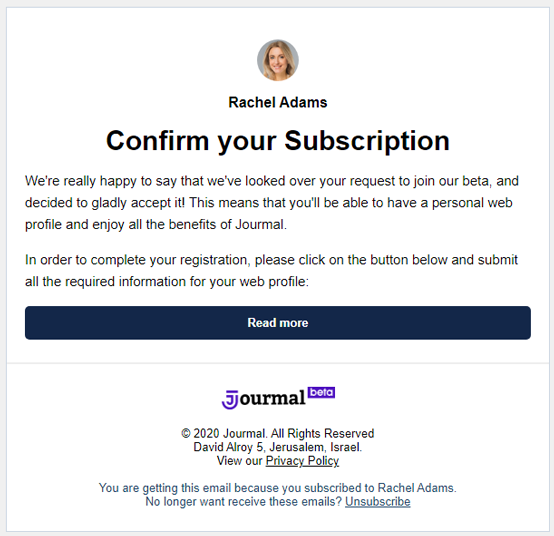 Rachel Adams
Confirm your Subscription
We're really happy to say that we've looked over your request to join our beta, and
decided to gladly accept it! This means that you'll be able to have a personal web
profile and enjoy all the benefits of Jourmal.
In order to complete your registration, please click on the button below and submit
all the required information for your web profile:
Read more
Jourmal beta
© 2020 Jourmal. All Rights Reserved
David Alroy 5, Jerusalem, Israel.
View our Privacy Policy
You are getting this email because you subscribed to Rachel Adams.
No longer want receive these emails? Unsubscribe